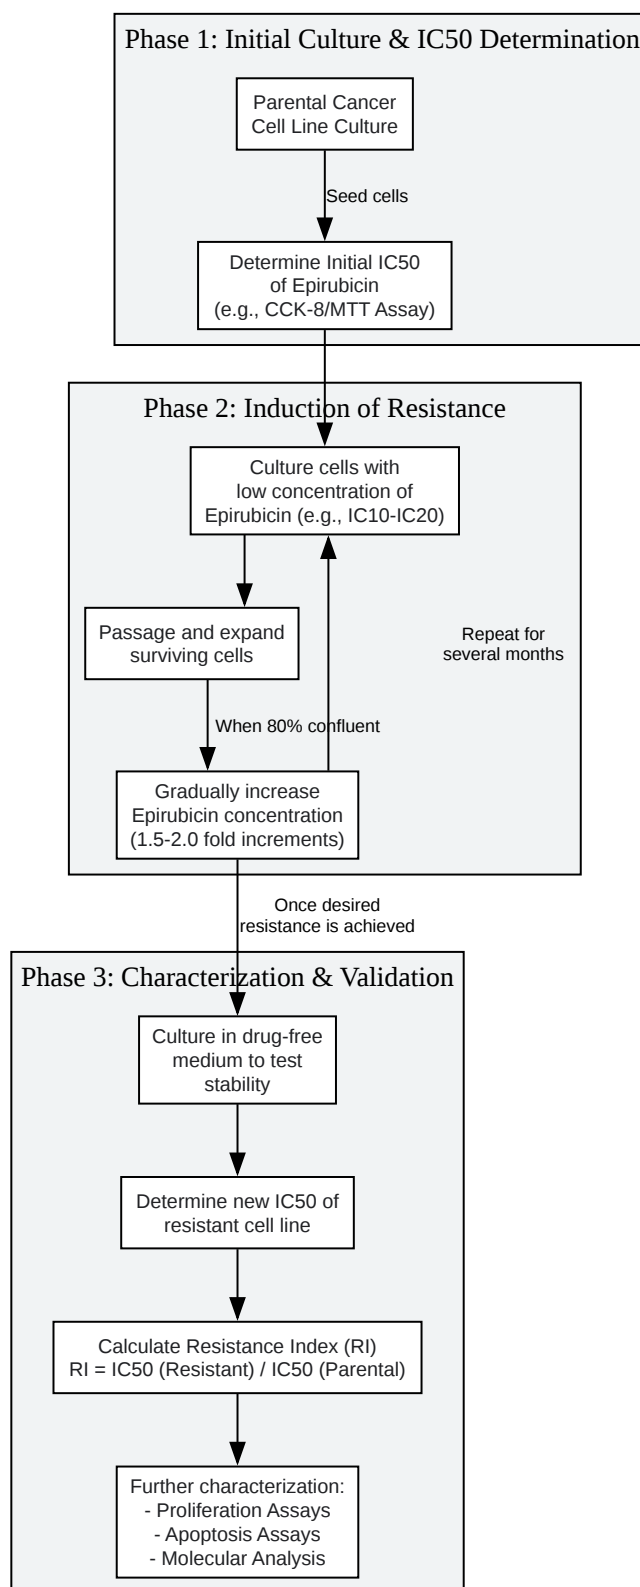 Phase 1: Initial Culture & IC50 Determination
Parental Cancer
Cell Line Culture
Seed cells
Determine Initial IC50
of Epirubicin
(e.g., CCK-8/MTT Assay)
Phase 2: Induction of Resistance
Culture cells with
low concentration of
Epirubicin (e.g., IC10-IC20)
Passage and expand
surviving cells
Repeat for
several months
When 80% confluent
Gradually increase
Epirubicin concentration
(1.5-2.0 fold increments)
Once desired
resistance is achieved
Phase 3: Characterization & Validation
Culture in drug-free
medium to test
stability
Determine new IC50 of
resistant cell line
Calculate Resistance Index (RI)
RI = IC50 (Resistant) / IC50 (Parental)
Further characterization:
- Proliferation Assays
- Apoptosis Assays
- Molecular Analysis